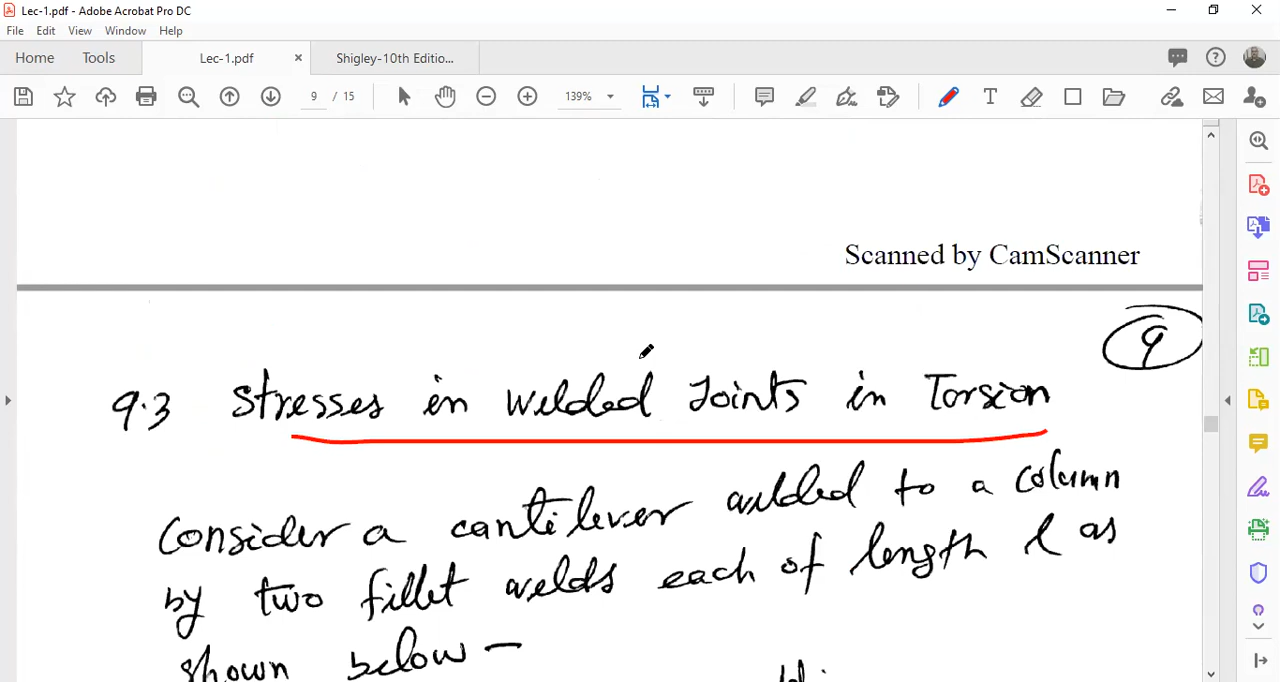 Lec-1.pdf - Adobe Acrobat Pro DC
File Edit View Window Help
Home Tools Lec-1.pdf × Shigley-10th Editio...
9 / 15 139%
Scanned by CamScanner
9
9.3 Stresses in Welded Joints in Torsion
Consider a cantilever welded to a column
by two fillet welds each of length l as
shown below —